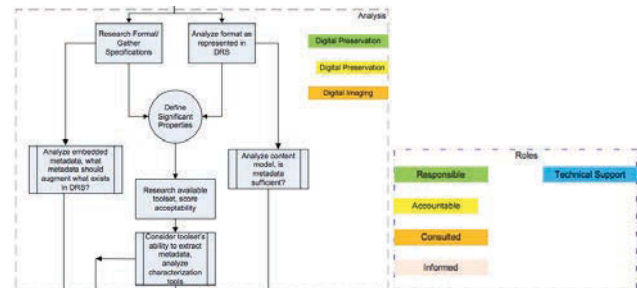 Analysis
Research Format/
Gather
Specifications
Analyze format as
represented in
DRS
Digital Preservation
Digital Preservation
Digital Imaging
Define
Significant
Properties
Analyze embedded
metadata, what
metadata should
augment what exists
in DRS?
Analyze content
model, is
metadata
sufficient?
Research available
toolset, score
acceptability
Consider toolset's
ability to extract
metadata,
analyze
characterization
tools
Roles
Responsible
Technical Support
Accountable
Consulted
Informed